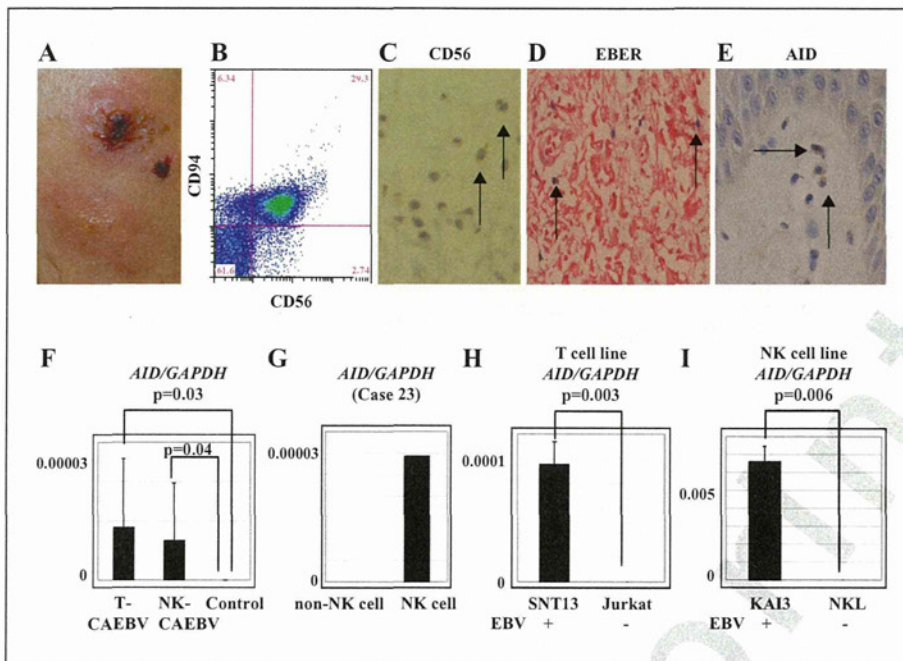 A
B
C
CD56
D
EBER
E
AID
6.34
29.3
CD94
61.6
2.74
CD56
F
AID/GAPDH
p=0.03
p=0.04
0.00003
0
T-
CAEBV
NK-
CAEBV
Control
G
AID/GAPDH
(Case 23)
0.00003
0
non-NK cell
NK cell
H
T cell line
AID/GAPDH
p=0.003
0.0001
0
SNT13
Jurkat
EBV
+
-
I
NK cell line
AID/GAPDH
p=0.006
0.005
0
KAI3
NKL
EBV
+
-